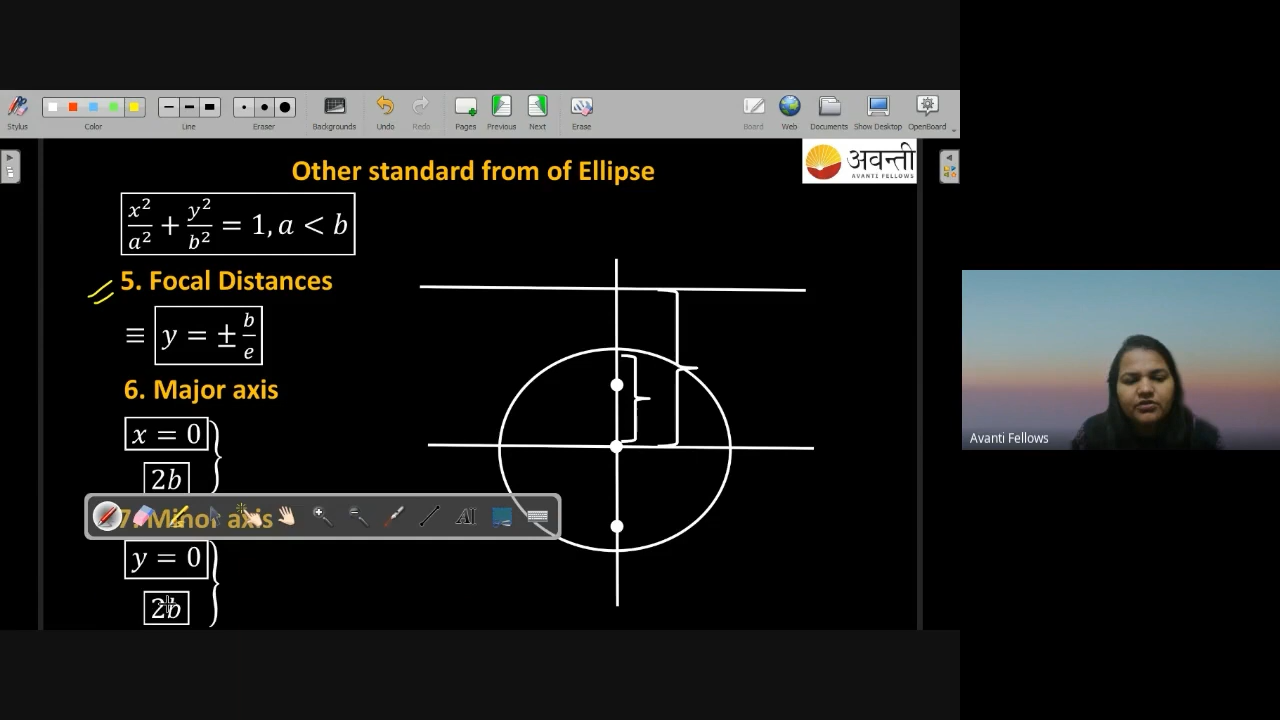 Stylus
Color
Line
Eraser
Backgrounds
Undo
Redo
Pages
Previous
Next
Erase
Board
Web
Documents
Show Desktop
OpenBoard
Other standard from of Ellipse
अवन्ती
AVANTI FELLOWS
x²/a² + y²/b² = 1, a < b
5. Focal Distances
≡ y = ± b/e
6. Major axis
x = 0
2b
7. Minor axis
y = 0
2b
Avanti Fellows